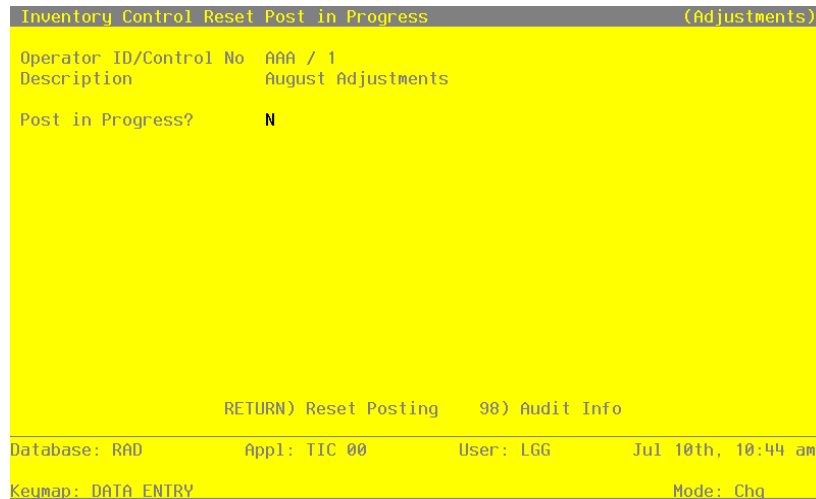 Inventory Control Reset Post in Progress (Adjustments)
Operator ID/Control No AAA / 1
Description August Adjustments
Post in Progress? N
RETURN) Reset Posting 98) Audit Info
Database: RAD Appl: TIC 00 User: LGG Jul 10th, 10:44 am
Keymap: DATA ENTRY Mode: Chg